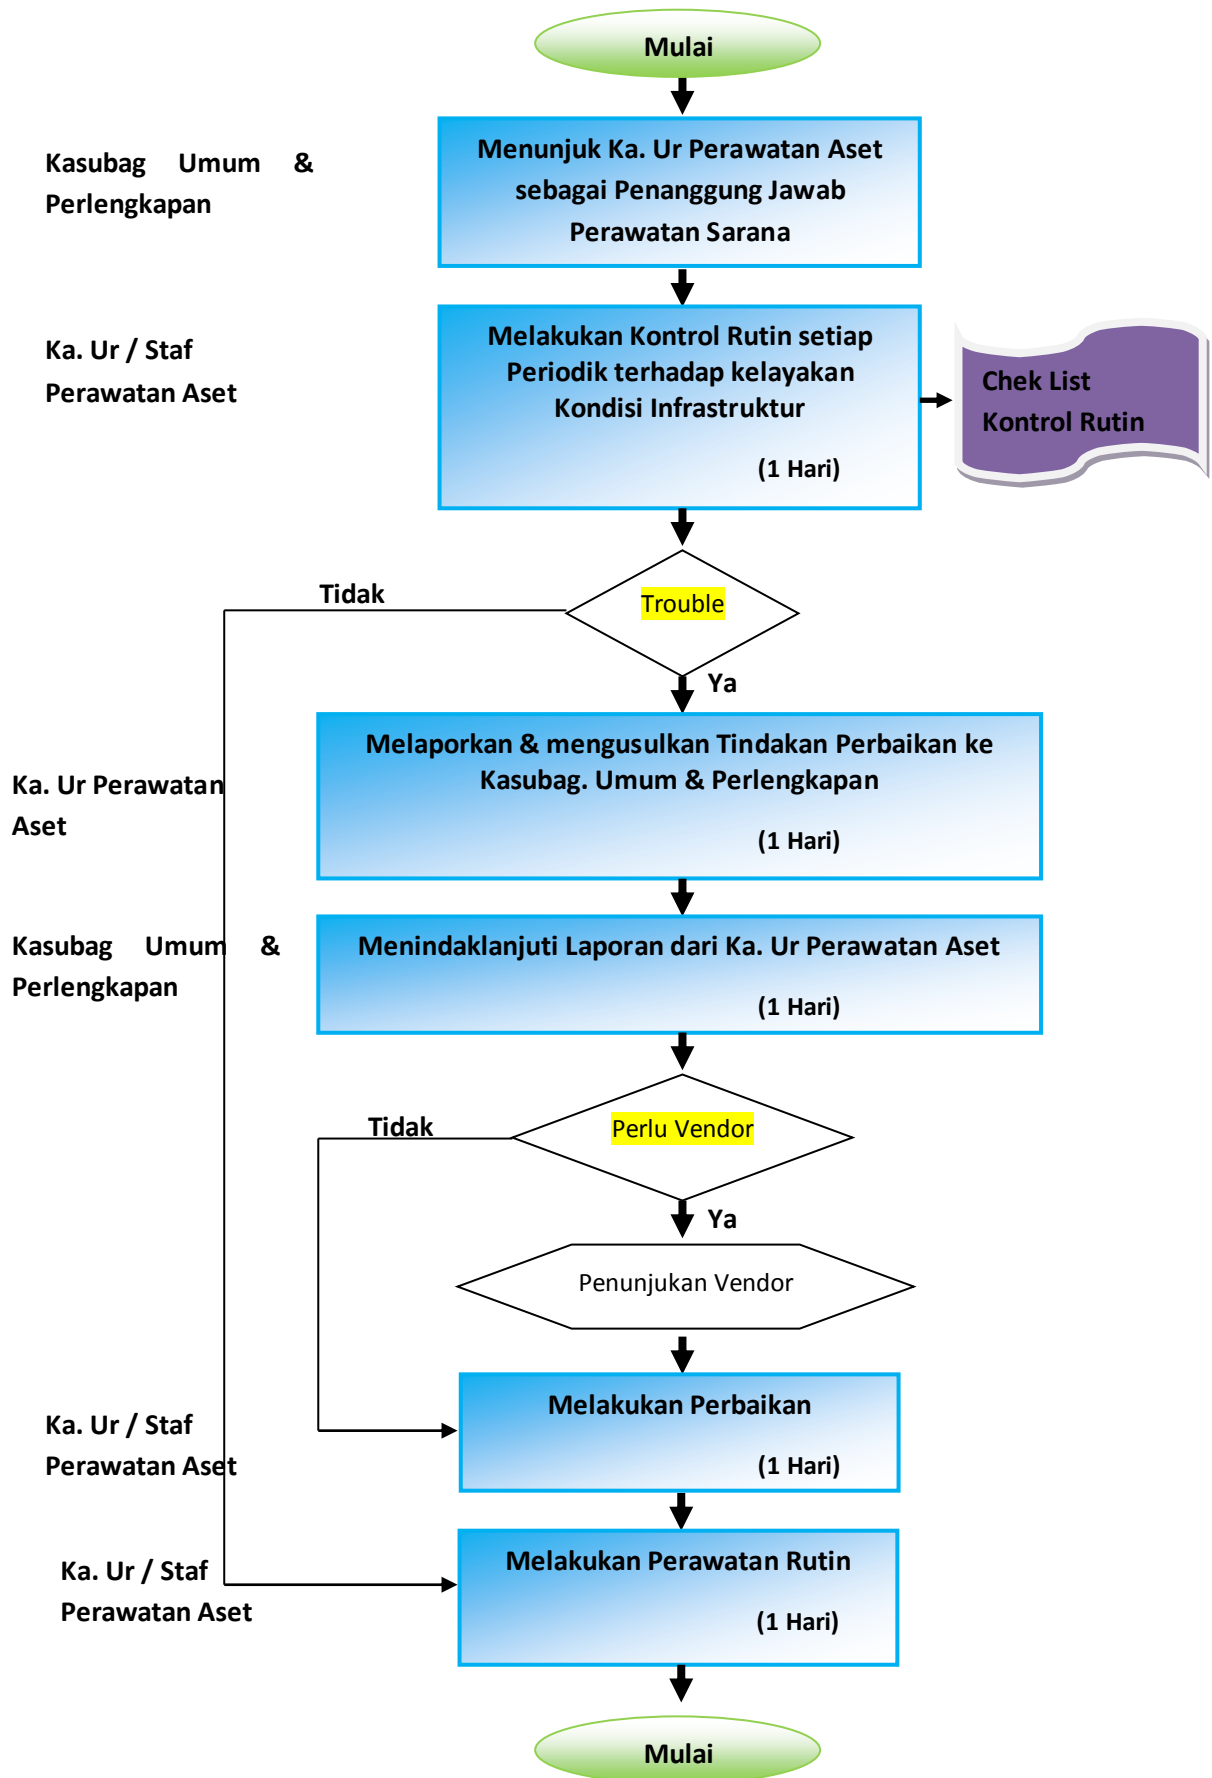 Mulai
Kasubag Umum &
Perlengkapan
Menunjuk Ka. Ur Perawatan Aset
sebagai Penanggung Jawab
Perawatan Sarana
Ka. Ur / Staf
Perawatan Aset
Melakukan Kontrol Rutin setiap
Periodik terhadap kelayakan
Kondisi Infrastruktur
(1 Hari)
Chek List
Kontrol Rutin
Tidak
Trouble
Ya
Ka. Ur Perawatan
Aset
Melaporkan & mengusulkan Tindakan Perbaikan ke
Kasubag. Umum & Perlengkapan
(1 Hari)
Kasubag Umum &
Perlengkapan
Menindaklanjuti Laporan dari Ka. Ur Perawatan Aset
(1 Hari)
Tidak
Perlu Vendor
Ya
Penunjukan Vendor
Ka. Ur / Staf
Perawatan Aset
Melakukan Perbaikan
(1 Hari)
Ka. Ur / Staf
Perawatan Aset
Melakukan Perawatan Rutin
(1 Hari)
Mulai